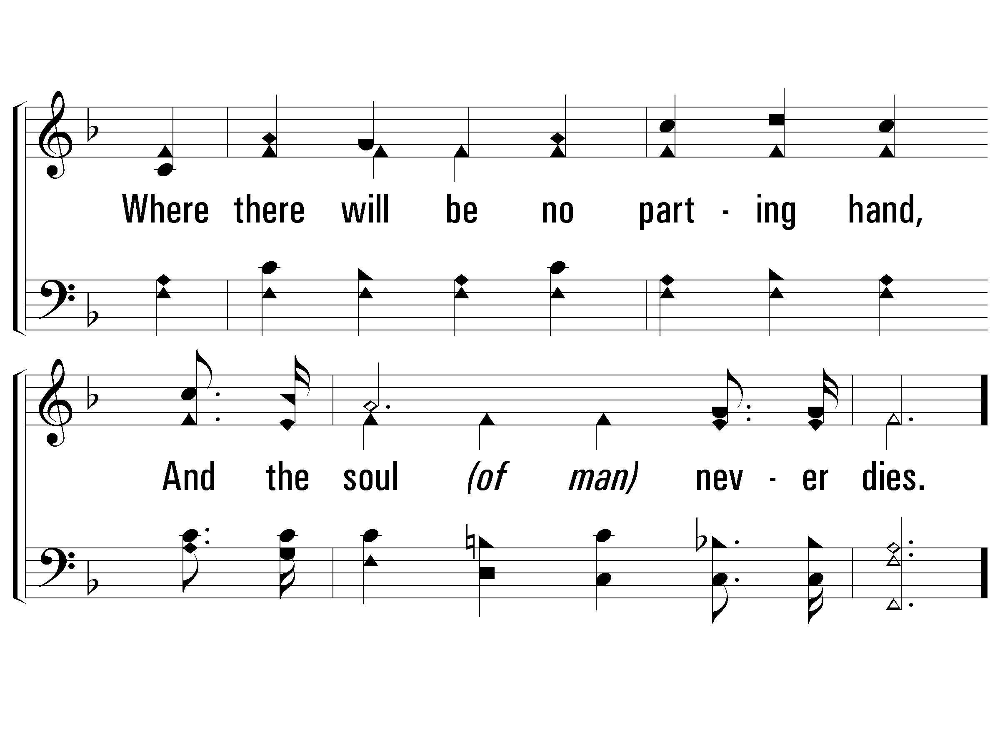 Where there will be no part - ing hand,
And the soul (of man) nev - er dies.